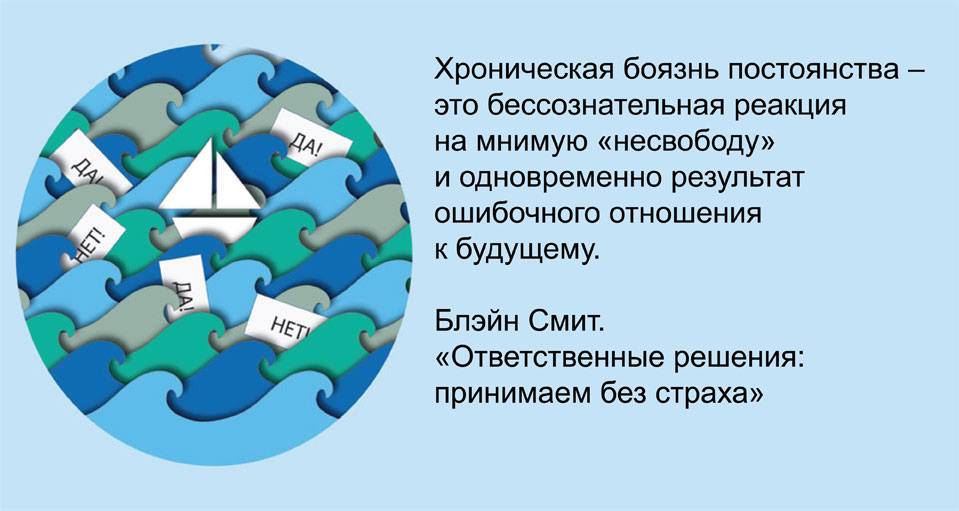 Хроническая боязнь постоянства –
это бессознательная реакция
на мнимую «несвободу»
и одновременно результат
ошибочного отношения
к будущему.
Блэйн Смит.
«Ответственные решения:
принимаем без страха»
ДА!
ДА!
НЕТ!
ДА!
НЕТ!